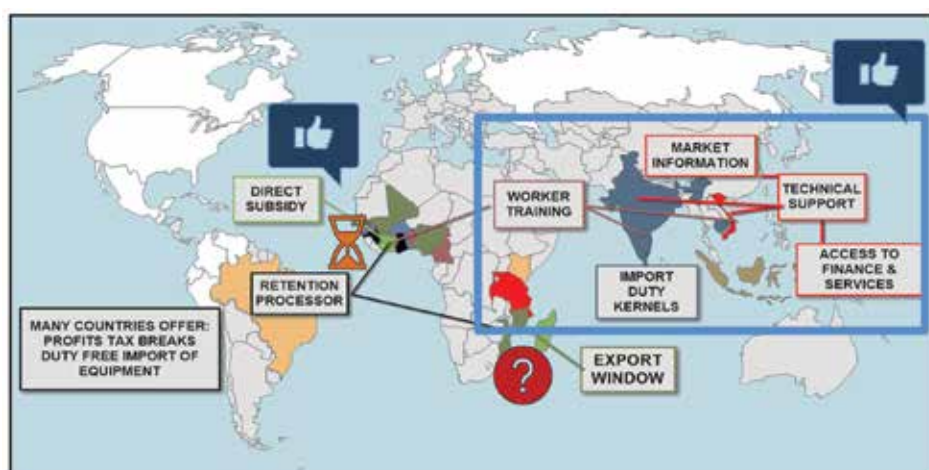 MARKET
INFORMATION
DIRECT
SUBSIDY
WORKER
TRAINING
TECHNICAL
SUPPORT
ACCESS TO
FINANCE &
SERVICES
RETENTION
PROCESSOR
IMPORT
DUTY
KERNELS
MANY COUNTRIES OFFER:
PROFITS TAX BREAKS
DUTY FREE IMPORT OF
EQUIPMENT
?
EXPORT
WINDOW